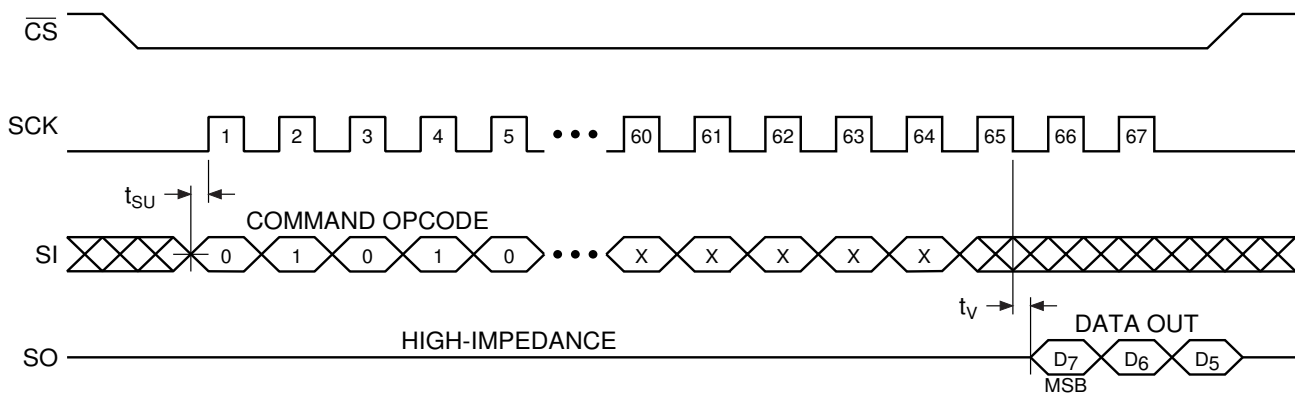 CS
SCK 1 2 3 4 5 ••• 60 61 62 63 64 65 66 67
tSU
COMMAND OPCODE
SI 0 1 0 1 0 ••• X X X X X
tV
HIGH-IMPEDANCE DATA OUT
SO D7 D6 D5
MSB